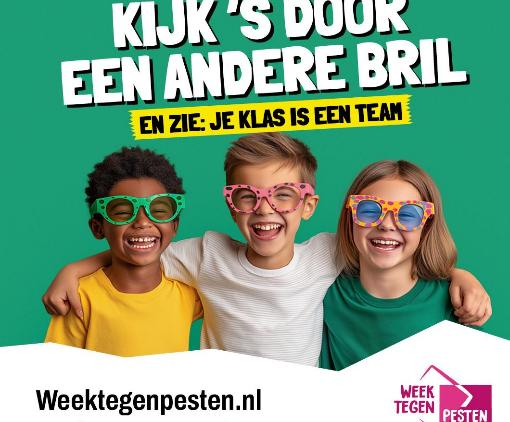 KIJK 'S DOOR
EEN ANDERE BRIL
EN ZIE: JE KLAS IS EEN TEAM
Weektegenpesten.nl
WEEK
TEGEN
PESTEN